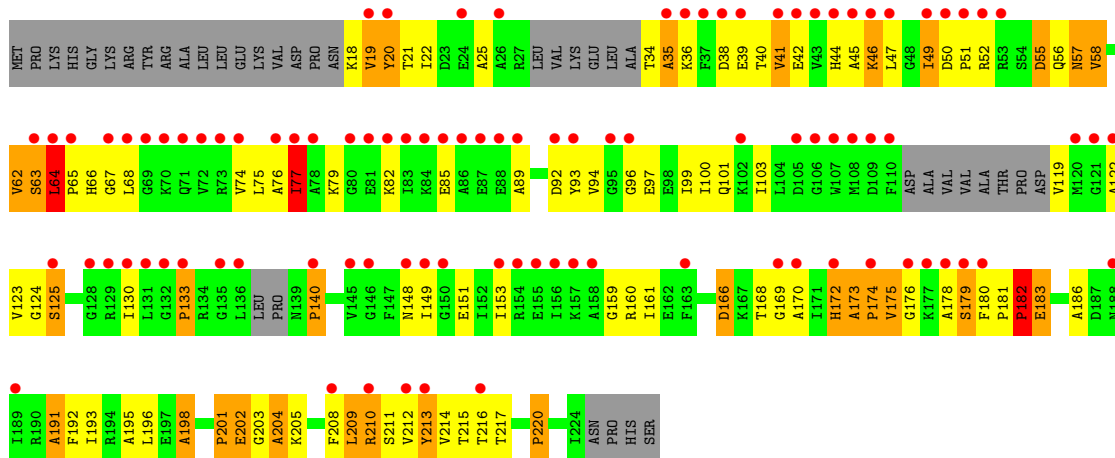 MET PRO LYS HIS GLY LYS ARG TYR ARG ALA LEU LEU GLU LYS VAL ASP PRO ASN K18 V19 Y20 T21 I22 D23 E24 A25 A26 R27 LEU VAL LYS GLU LEU ALA T34 A35 K36 F37 D38 E39 T40 V41 E42 V43 H44 A45 K46 L47 G48 I49 D50 P51 R52 R53 S54 D55 Q56 N57 V58
V62 S63 L64 P65 H66 G67 L68 G69 K70 Q71 V72 R73 V74 L75 A76 I77 A78 K79 G80 E81 K82 I83 K84 E85 A86 E87 E88 A89 D92 Y93 V94 G95 G96 E97 E98 I99 I100 Q101 K102 I103 L104 D105 G106 W107 M108 D109 F110 ASP ALA VAL VAL ALA THR PRO ASP V119 M120 G121 A122
V123 G124 S125 G128 R129 I130 L131 G132 P133 R134 G135 L136 LEU PRO N139 P140 V145 G146 F147 N148 I149 G150 E151 I152 I153 R154 E155 I156 K157 A158 G159 R160 I161 E162 F163 D166 K167 T168 G169 A170 I171 H172 A173 P174 V175 G176 K177 A178 S179 F180 P181 P182 E183 A186 D187 N188
I189 R190 A191 F192 I193 R194 A195 L196 E197 A198 P201 E202 G203 A204 K205 F208 L209 R210 S211 V212 Y213 V214 T215 T216 T217 P220 I224 ASN PRO HIS SER